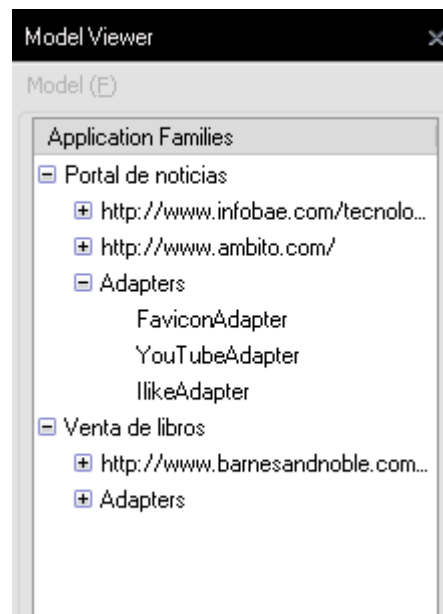 Model Viewer
Model (F)
Application Families
Portal de noticias
http://www.infobae.com/tecnolo...
http://www.ambito.com/
Adapters
FaviconAdapter
YouTubeAdapter
IlikeAdapter
Venta de libros
http://www.barnesandnoble.com...
Adapters